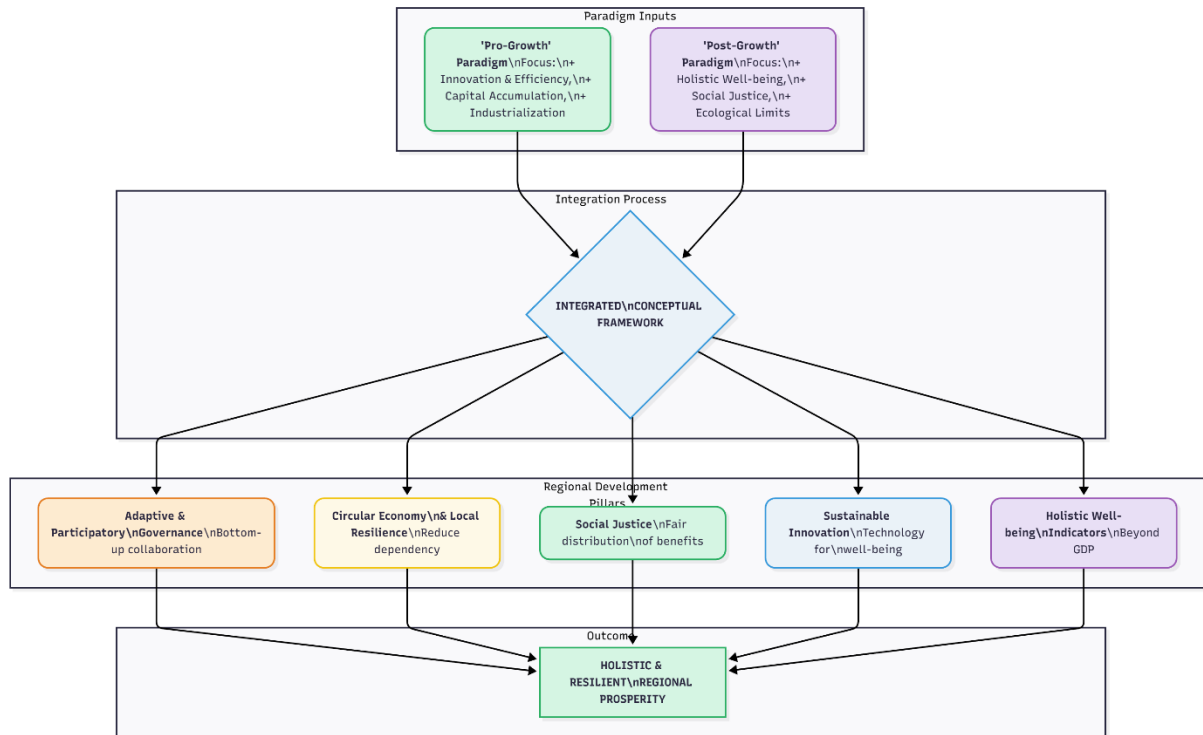 Paradigm Inputs
'Pro-Growth'
Paradigm\nFocus:\n+
Innovation & Efficiency,\n+
Capital Accumulation,\n+
Industrialization
'Post-Growth'
Paradigm\nFocus:\n+
Holistic Well-being,\n+
Social Justice,\n+
Ecological Limits
Integration Process
INTEGRATED\nCONCEPTUAL
FRAMEWORK
Regional Development
Pillars
Adaptive &
Participatory\nGovernance\nBottom-
up collaboration
Circular Economy\n& Local
Resilience\nReduce
dependency
Social Justice\nFair
distribution\nof benefits
Sustainable
Innovation\nTechnology
for\nwell-being
Holistic Well-
being\nIndicators\nBeyond
GDP
Outcome
HOLISTIC &
RESILIENT\nREGIONAL
PROSPERITY